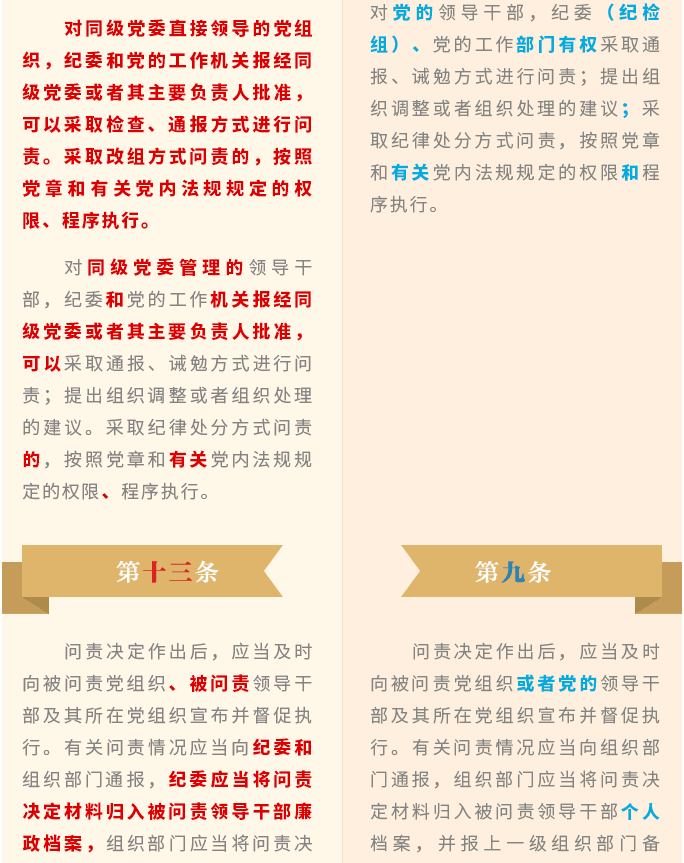 对同级党委直接领导的党组
织，纪委和党的工作机关报经同
级党委或者其主要负责人批准，
可以采取检查、通报方式进行问
责。采取改组方式问责的，按照
党章和有关党内法规规定的权
限、程序执行。
对同级党委管理的领导干
部，纪委和党的工作机关报经同
级党委或者其主要负责人批准，
可以采取通报、诫勉方式进行问
责；提出组织调整或者组织处理
的建议。采取纪律处分方式问责
的，按照党章和有关党内法规规
定的权限、程序执行。
第十三条
问责决定作出后，应当及时
向被问责党组织、被问责领导干
部及其所在党组织宣布并督促执
行。有关问责情况应当向纪委和
组织部门通报，纪委应当将问责
决定材料归入被问责领导干部廉
政档案，组织部门应当将问责决
对党的领导干部，纪委（纪检
组）、党的工作部门有权采取通
报、诫勉方式进行问责；提出组
织调整或者组织处理的建议；采
取纪律处分方式问责，按照党章
和有关党内法规规定的权限和程
序执行。
第九条
问责决定作出后，应当及时
向被问责党组织或者党的领导干
部及其所在党组织宣布并督促执
行。有关问责情况应当向组织部
门通报，组织部门应当将问责决
定材料归入被问责领导干部个人
档案，并报上一级组织部门备